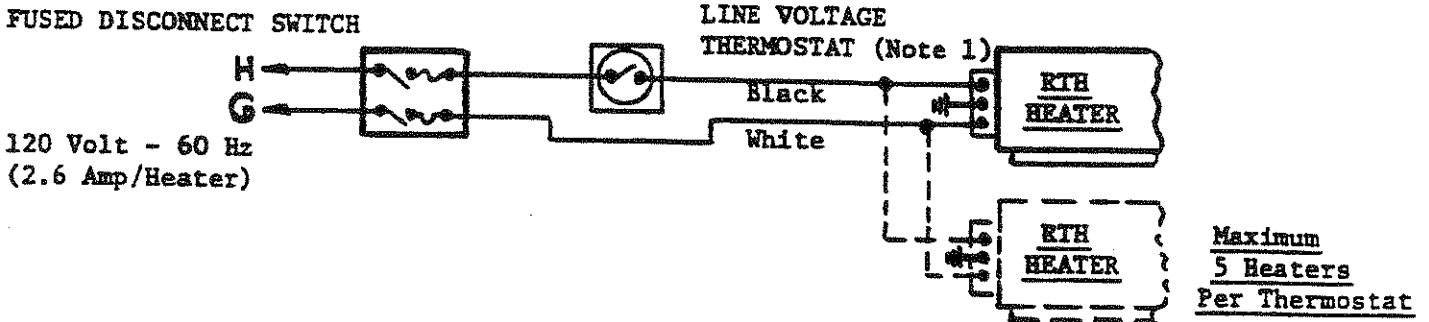 FUSED DISCONNECT SWITCH
LINE VOLTAGE
THERMOSTAT (Note 1)
H
G
120 Volt - 60 Hz
(2.6 Amp/Heater)
Black
White
RTH
HEATER
RTH
HEATER
Maximum
5 Heaters
Per Thermostat